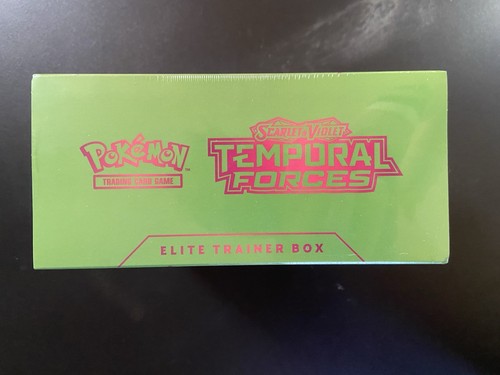 POKéMON
TRADING CARD GAME
SCARLET & VIOLET
TEMPORAL
FORCES
ELITE TRAINER BOX